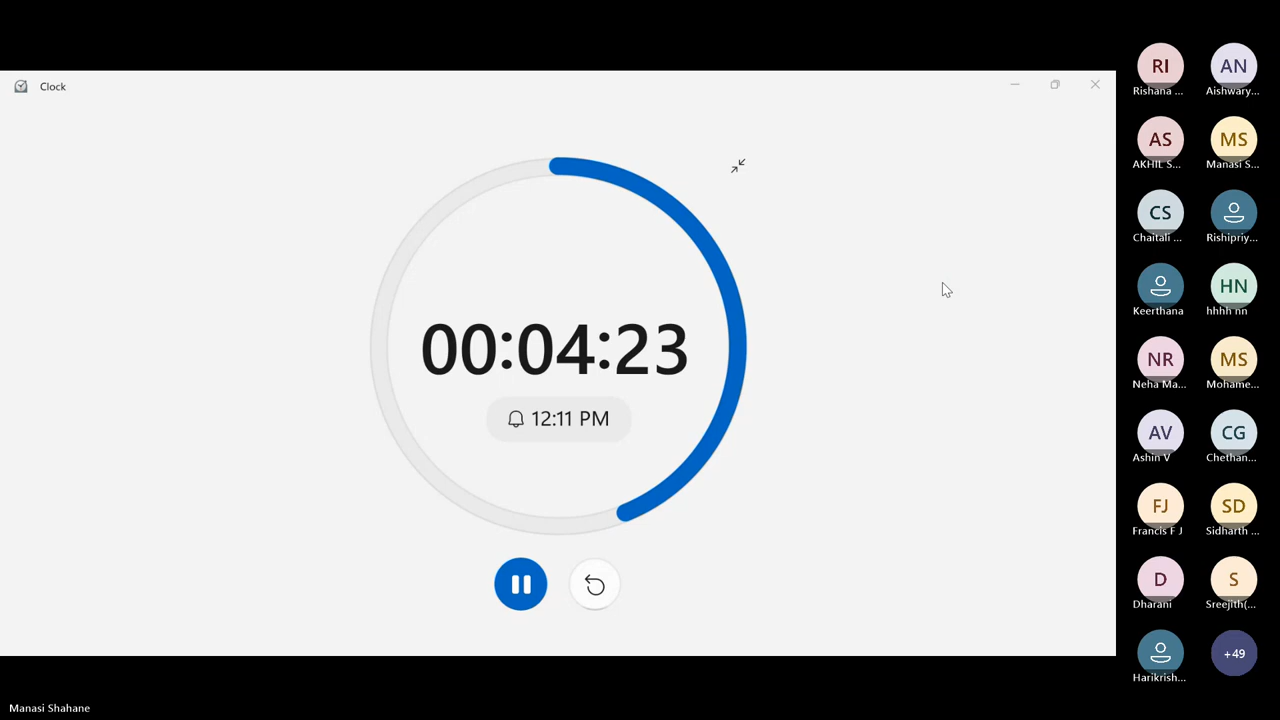 Clock
00:04:23
12:11 PM
RI
Rishana ...
AN
Aishwary...
AS
AKHIL S...
MS
Manasi S...
CS
Chaitali ...
Rishipriy...
Keerthana
HN
hhhh nn
NR
Neha Ma...
MS
Mohame...
AV
Ashin V
CG
Chethan...
FJ
Francis F J
SD
Sidharth ...
D
Dharani
S
Sreejith(...
Harikrish...
+49
Manasi Shahane